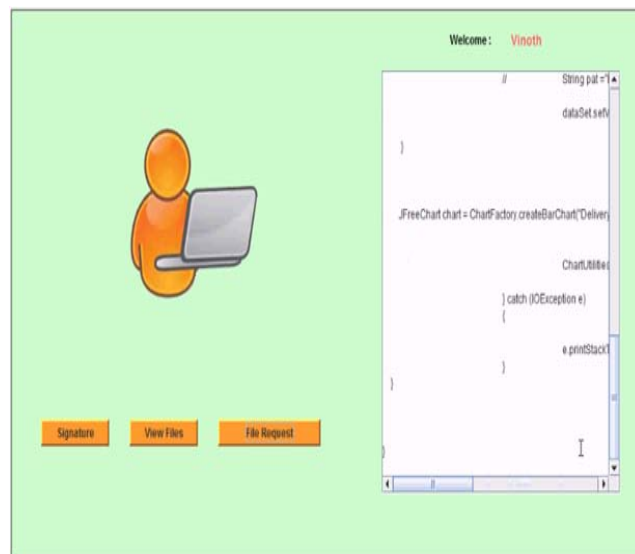 Welcome : Vinoth
// String pat ="
dataSet.setV
}
JFreeChart chart = ChartFactory.createBarChart("Delivery
ChartUtilities
} catch (IOException e)
{
e.printStackT
}
}
}
Signature View Files File Request